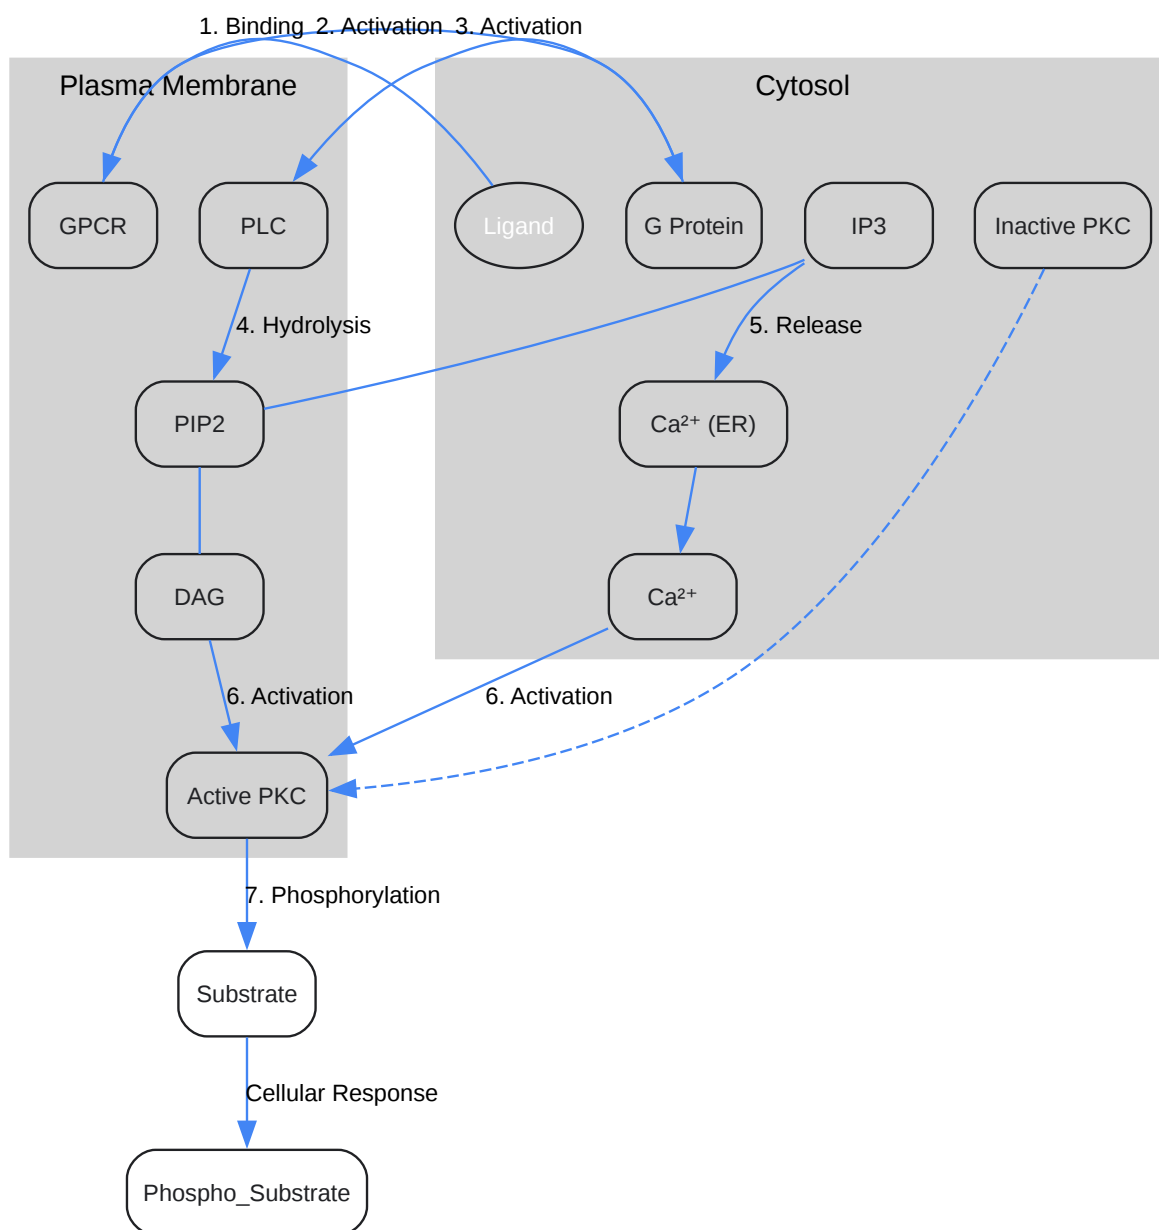 1. Binding
2. Activation
3. Activation
Plasma Membrane
Cytosol
GPCR
PLC
Ligand
G Protein
IP3
Inactive PKC
4. Hydrolysis
5. Release
PIP2
Ca²⁺ (ER)
DAG
Ca²⁺
6. Activation
6. Activation
Active PKC
7. Phosphorylation
Substrate
Cellular Response
Phospho_Substrate